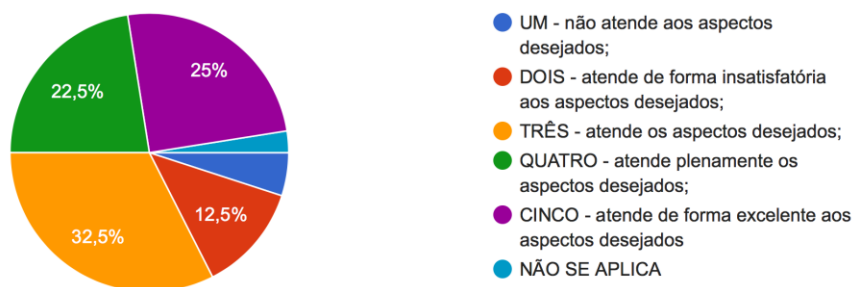 22,5%
25%
12,5%
32,5%
UM - não atende aos aspectos
desejados;
DOIS - atende de forma insatisfatória
aos aspectos desejados;
TRÊS - atende os aspectos desejados;
QUATRO - atende plenamente os
aspectos desejados;
CINCO - atende de forma excelente aos
aspectos desejados
NÃO SE APLICA